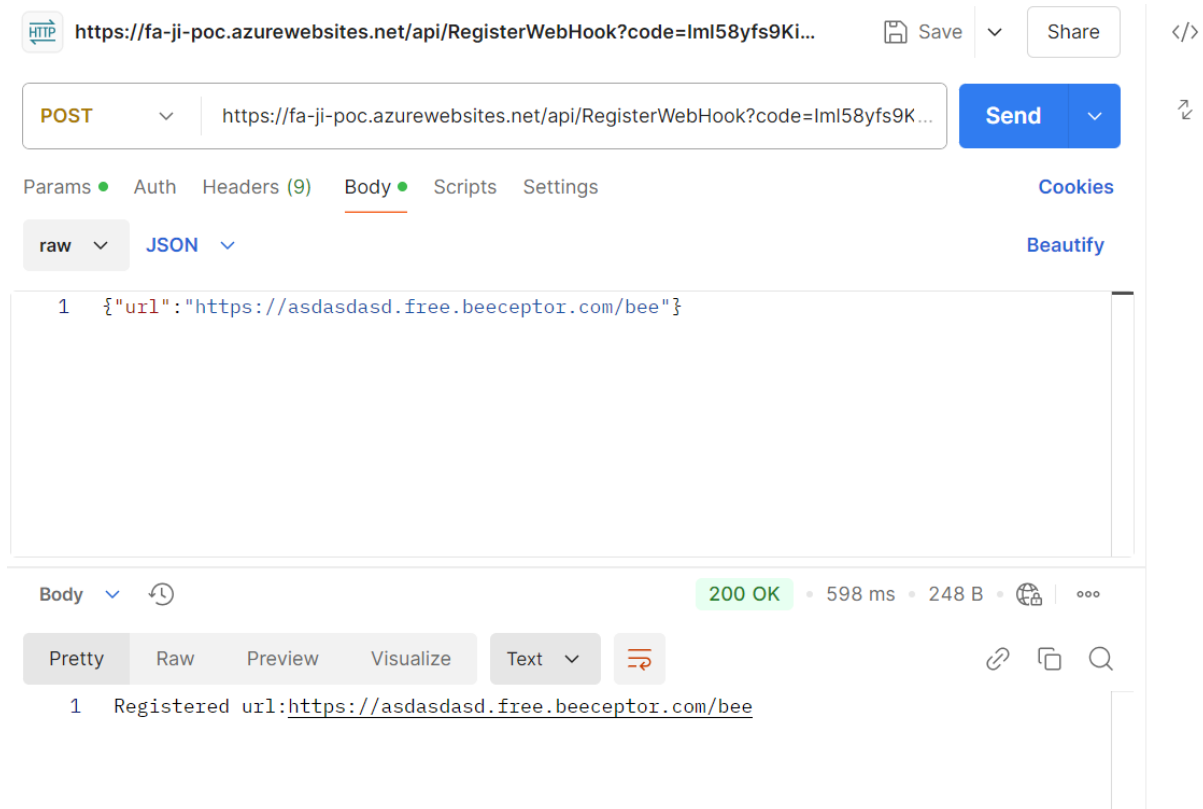 HTTP https://fa-ji-poc.azurewebsites.net/api/RegisterWebHook?code=Iml58yfs9Ki... Save Share </>
POST https://fa-ji-poc.azurewebsites.net/api/RegisterWebHook?code=Iml58yfs9K... Send
Params Auth Headers (9) Body Scripts Settings Cookies
raw JSON Beautify
1 {"url":"https://asdasdasd.free.beeceptor.com/bee"}
Body 200 OK 598 ms 248 B
Pretty Raw Preview Visualize Text
1 Registered url:https://asdasdasd.free.beeceptor.com/bee